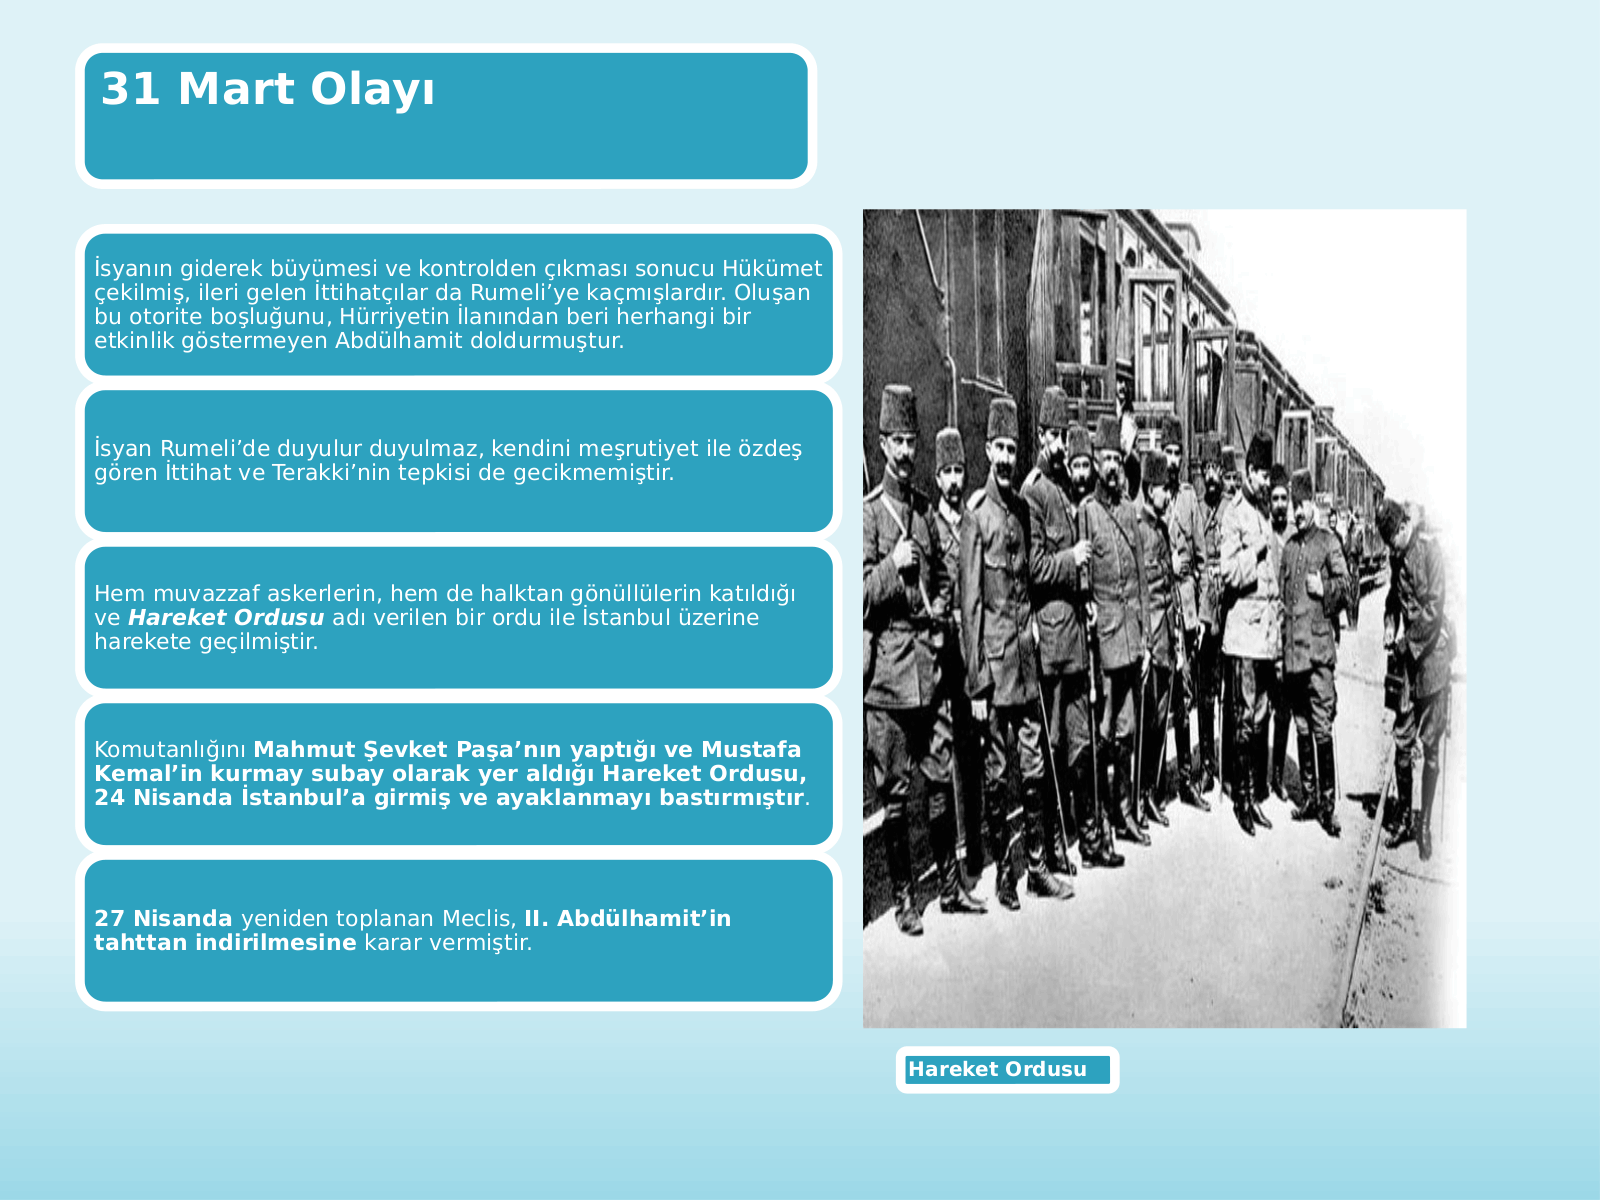 31 Mart Olayı
İsyanın giderek büyümesi ve kontrolden çıkması sonucu Hükümet
çekilmiş, ileri gelen İttihatçılar da Rumeli’ye kaçmışlardır. Oluşan
bu otorite boşluğunu, Hürriyetin İlanından beri herhangi bir
etkinlik göstermeyen Abdülhamit doldurmuştur.
İsyan Rumeli’de duyulur duyulmaz, kendini meşrutiyet ile özdeş
gören İttihat ve Terakki’nin tepkisi de gecikmemiştir.
Hem muvazzaf askerlerin, hem de halktan gönüllülerin katıldığı
ve Hareket Ordusu adı verilen bir ordu ile İstanbul üzerine
harekete geçilmiştir.
Komutanlığını Mahmut Şevket Paşa’nın yaptığı ve Mustafa
Kemal’in kurmay subay olarak yer aldığı Hareket Ordusu,
24 Nisanda İstanbul’a girmiş ve ayaklanmayı bastırmıştır.
27 Nisanda yeniden toplanan Meclis, II. Abdülhamit’in
tahttan indirilmesine karar vermiştir.
Hareket Ordusu